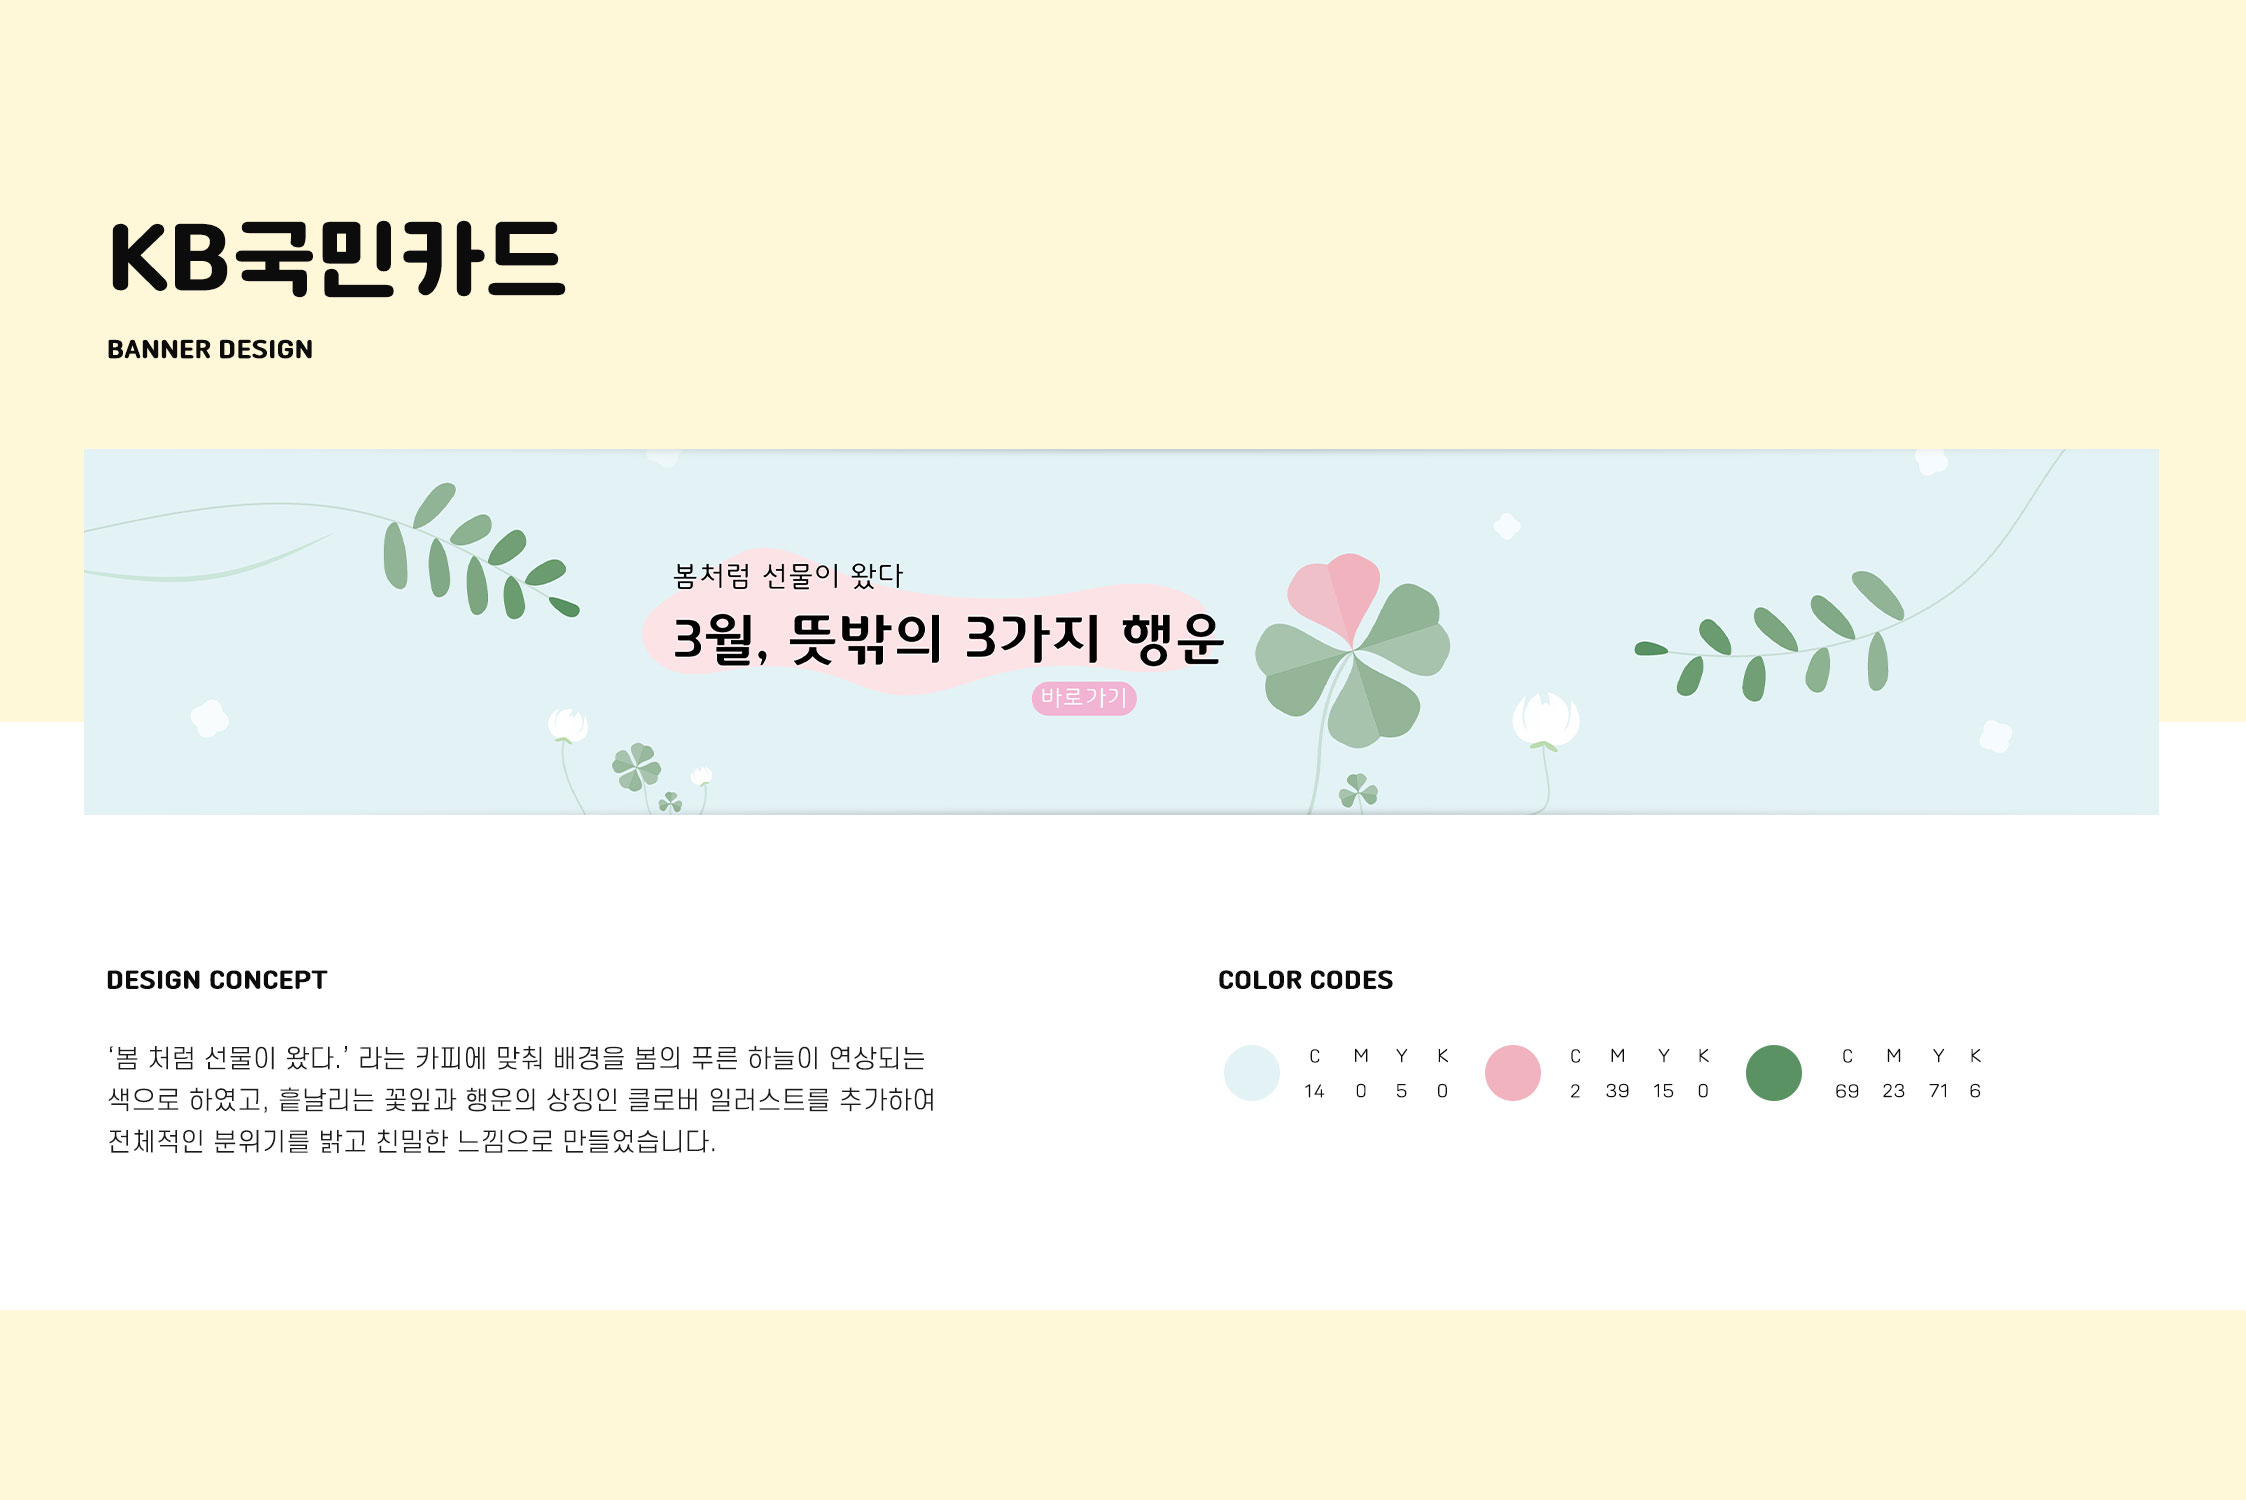 KB국민카드
BANNER DESIGN
봄처럼 선물이 왔다
3월, 뜻밖의 3가지 행운
바로가기
DESIGN CONCEPT
‘봄 처럼 선물이 왔다.’ 라는 카피에 맞춰 배경을 봄의 푸른 하늘이 연상되는
색으로 하였고, 흩날리는 꽃잎과 행운의 상징인 클로버 일러스트를 추가하여
전체적인 분위기를 밝고 친밀한 느낌으로 만들었습니다.
COLOR CODES
C M Y K C M Y K C M Y K
14 0 5 0 2 39 15 0 69 23 71 6